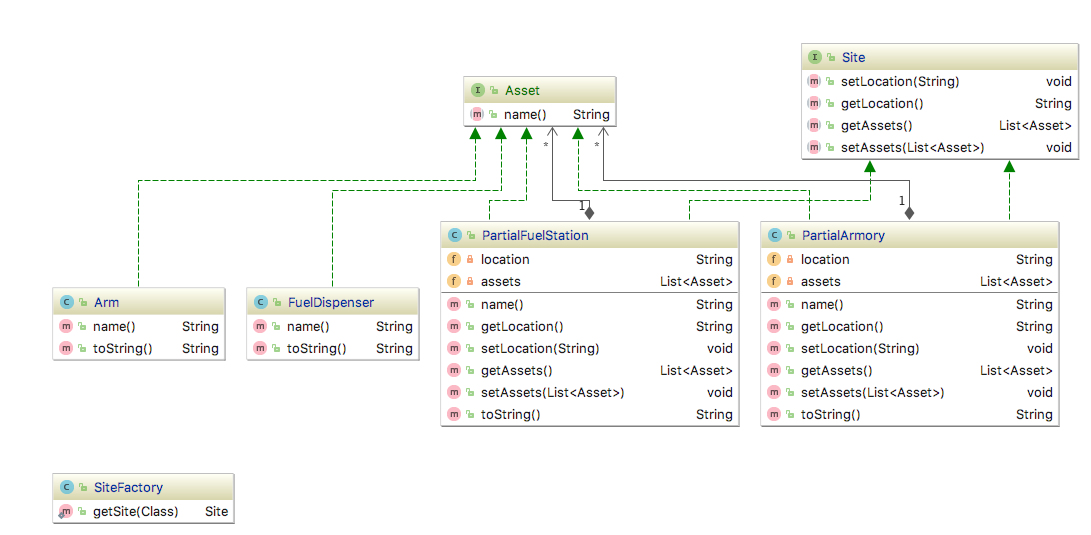 I Site
m setLocation(String) void
m getLocation() String
m getAssets() List<Asset>
m setAssets(List<Asset>) void
I Asset
m name() String
* *
1 1
C PartialFuelStation
f location String
f assets List<Asset>
m name() String
m getLocation() String
m setLocation(String) void
m getAssets() List<Asset>
m setAssets(List<Asset>) void
m toString() String
C PartialArmory
f location String
f assets List<Asset>
m name() String
m getLocation() String
m setLocation(String) void
m getAssets() List<Asset>
m setAssets(List<Asset>) void
m toString() String
C Arm
m name() String
m toString() String
C FuelDispenser
m name() String
m toString() String
C SiteFactory
m getSite(Class) Site